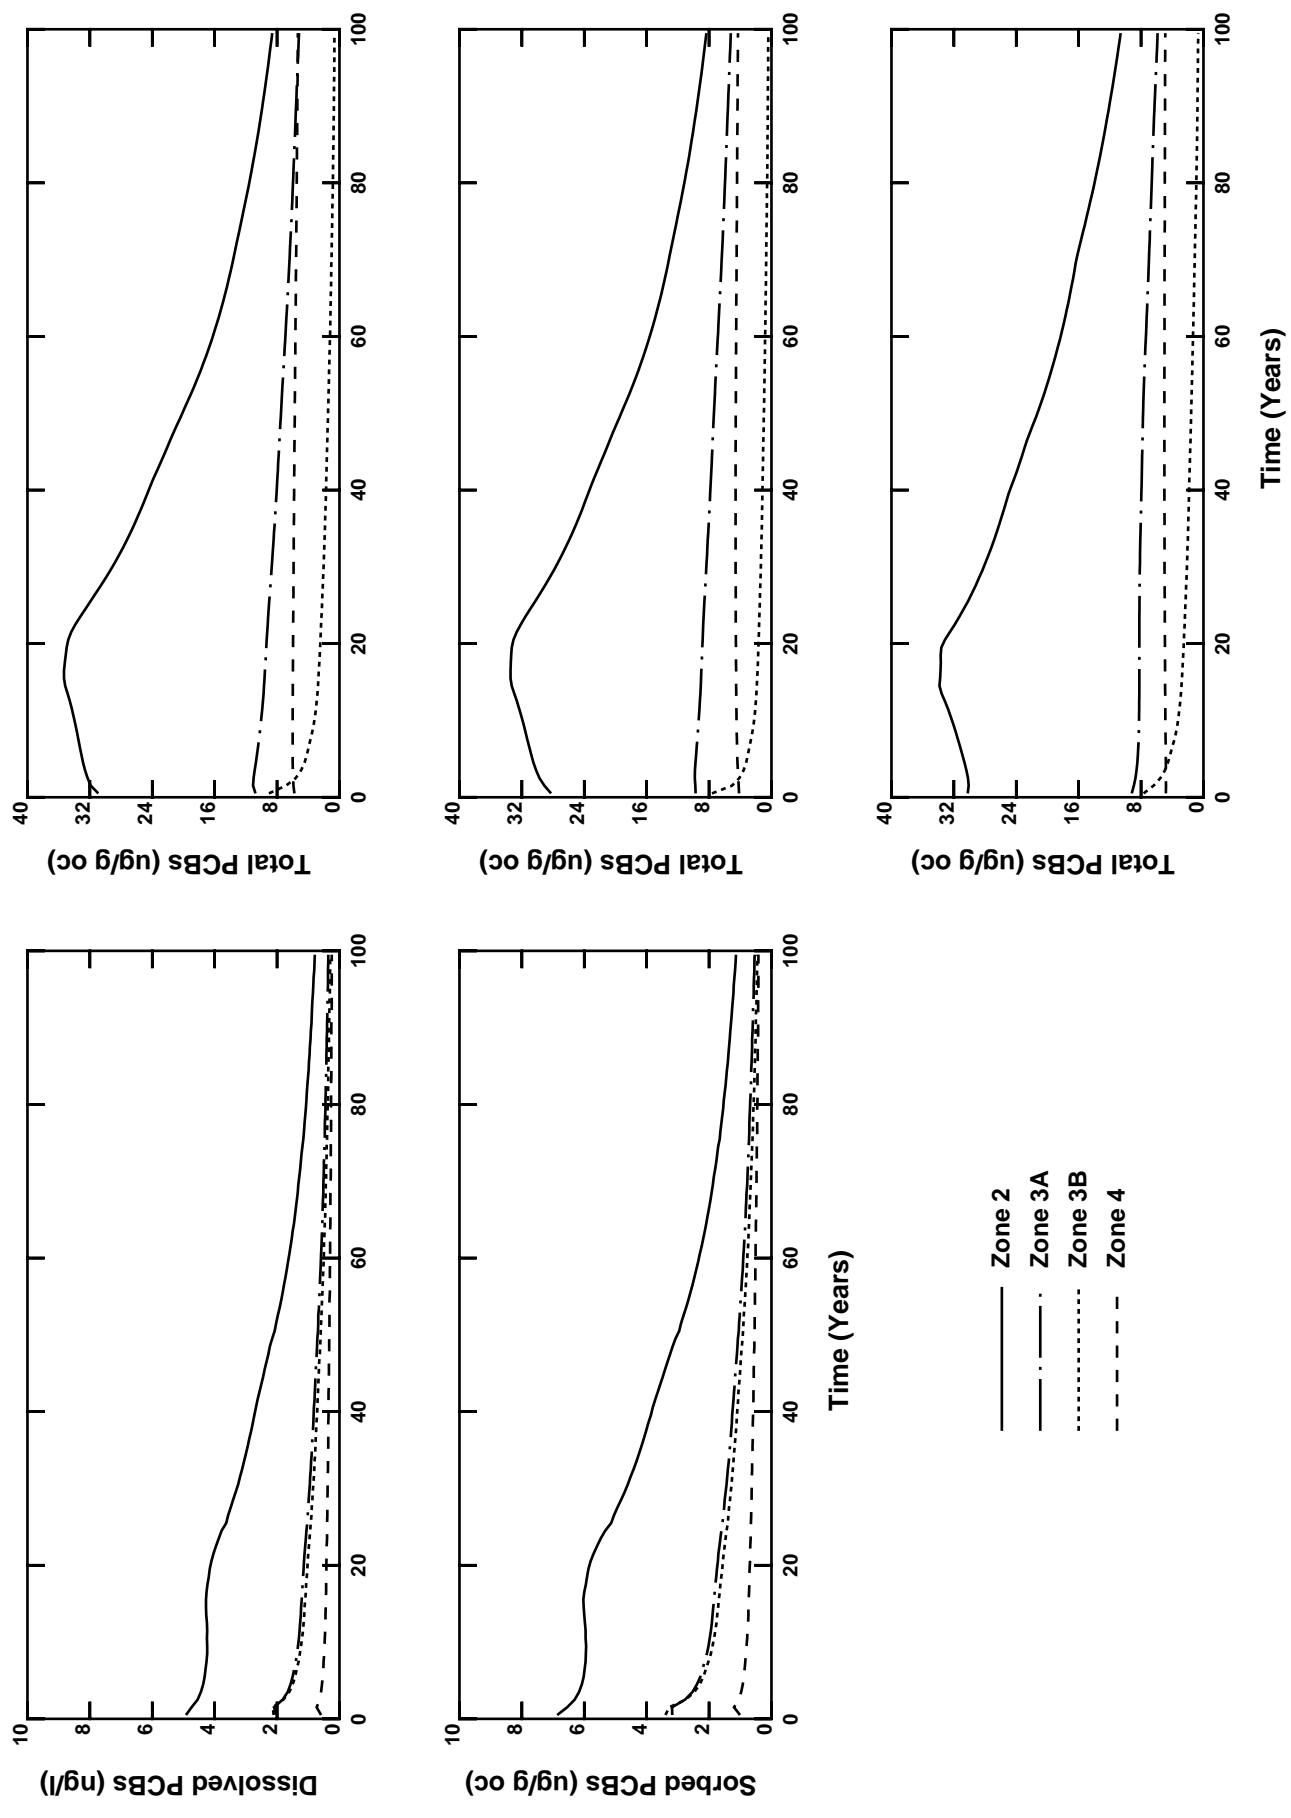 Dissolved PCBs (ng/l)
10
8
6
4
2
0
0 20 40 60 80 100
Sorbed PCBs (ug/g oc)
10
8
6
4
2
0
0 20 40 60 80 100
Time (Years)
Zone 2
Zone 3A
Zone 3B
Zone 4
Total PCBs (ug/g oc)
40
32
24
16
8
0
0 20 40 60 80 100
Total PCBs (ug/g oc)
40
32
24
16
8
0
0 20 40 60 80 100
Total PCBs (ug/g oc)
40
32
24
16
8
0
0 20 40 60 80 100
Time (Years)